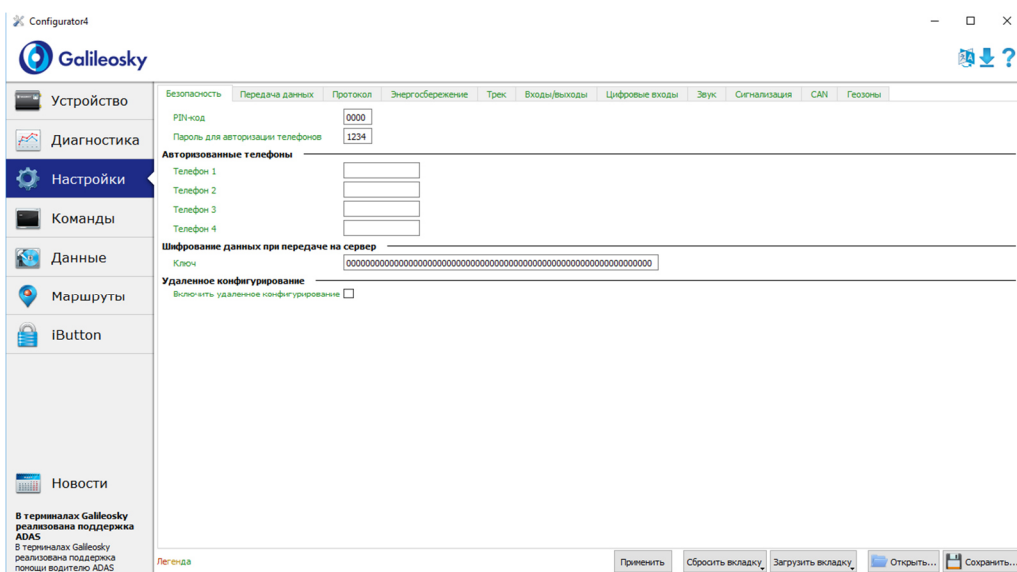 Configurator4
Galileosky
Устройство
Диагностика
Настройки
Команды
Данные
Маршруты
iButton
Новости
В терминалах Galileosky
реализована поддержка
ADAS
В терминалах Galileosky
реализована поддержка
помощи водителю ADAS
Безопасность Передача данных Протокол Энергосбережение Трек Входы/выходы Цифровые входы Звук Сигнализация CAN Геозоны
PIN-код 0000
Пароль для авторизации телефонов 1234
Авторизованные телефоны
Телефон 1
Телефон 2
Телефон 3
Телефон 4
Шифрование данных при передаче на сервер
Ключ 0000000000000000000000000000000000000000000000000000000000000000
Удаленное конфигурирование
Включить удаленное конфигурирование
Легенда Применить Сбросить вкладку Загрузить вкладку Открыть... Сохранить...